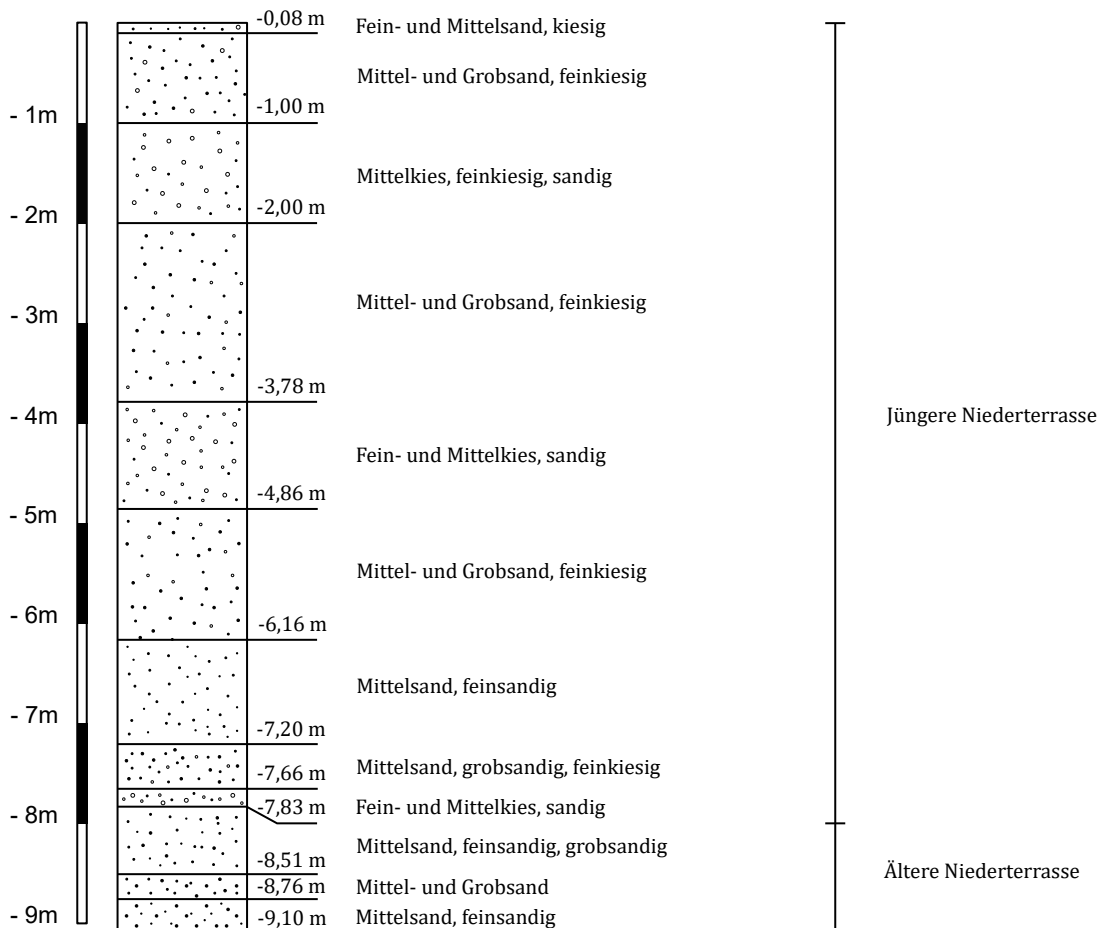 -0,08 m
Fein- und Mittelsand, kiesig
Mittel- und Grobsand, feinkiesig
- 1m
-1,00 m
Mittelkies, feinkiesig, sandig
- 2m
-2,00 m
Mittel- und Grobsand, feinkiesig
- 3m
-3,78 m
- 4m
Jüngere Niederterrasse
Fein- und Mittelkies, sandig
-4,86 m
- 5m
Mittel- und Grobsand, feinkiesig
- 6m
-6,16 m
Mittelsand, feinsandig
- 7m
-7,20 m
Mittelsand, grobsandig, feinkiesig
-7,66 m
Fein- und Mittelkies, sandig
-7,83 m
- 8m
Mittelsand, feinsandig, grobsandig
-8,51 m
Ältere Niederterrasse
Mittel- und Grobsand
-8,76 m
- 9m
-9,10 m
Mittelsand, feinsandig